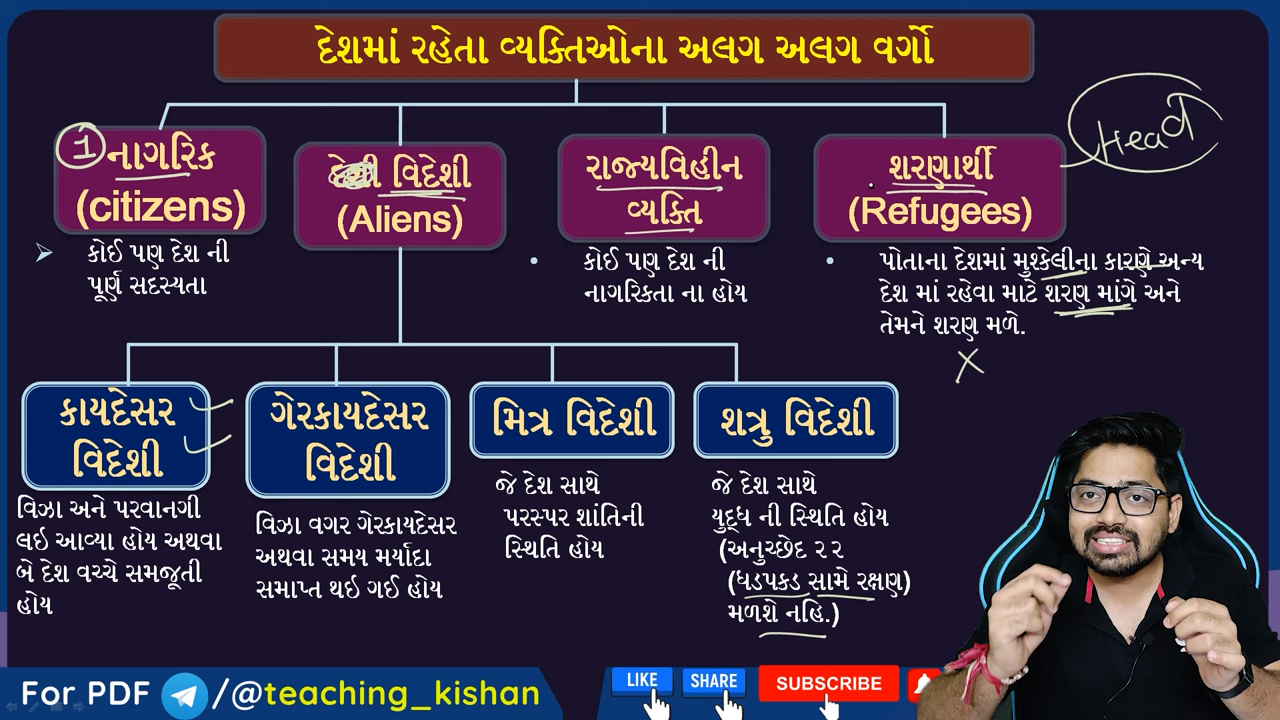 દેશમાં રહેતા વ્યક્તિઓના અલગ અલગ વર્ગો
1
નાગરિક
(citizens)
કોઈ પણ દેશ ની
પૂર્ણ સદસ્યતા
વિદેશી
(Aliens)
રાજ્યવિહીન
વ્યક્તિ
કોઈ પણ દેશ ની
નાગરિકતા ના હોય
શરણાર્થી
(Refugees)
Head
પોતાના દેશમાં મુશ્કેલીના કારણે અન્ય
દેશ માં રહેવા માટે શરણ માંગે અને
તેમને શરણ મળે.
કાયદેસર
વિદેશી
વિઝા અને પરવાનગી
લઇ આવ્યા હોય અથવા
બે દેશ વચ્ચે સમજૂતી
હોય
ગેરકાયદેસર
વિદેશી
વિઝા વગર ગેરકાયદેસર
અથવા સમય મર્યાદા
સમાપ્ત થઇ ગઈ હોય
મિત્ર વિદેશી
જે દેશ સાથે
પરસ્પર શાંતિની
સ્થિતિ હોય
શત્રુ વિદેશી
જે દેશ સાથે
યુદ્ધ ની સ્થિતિ હોય
(અનુચ્છેદ ૨૨
(ધડપકડ સામે રક્ષણ)
મળશે નહિ.)
For PDF /@teaching_kishan
LIKE
SHARE
SUBSCRIBE